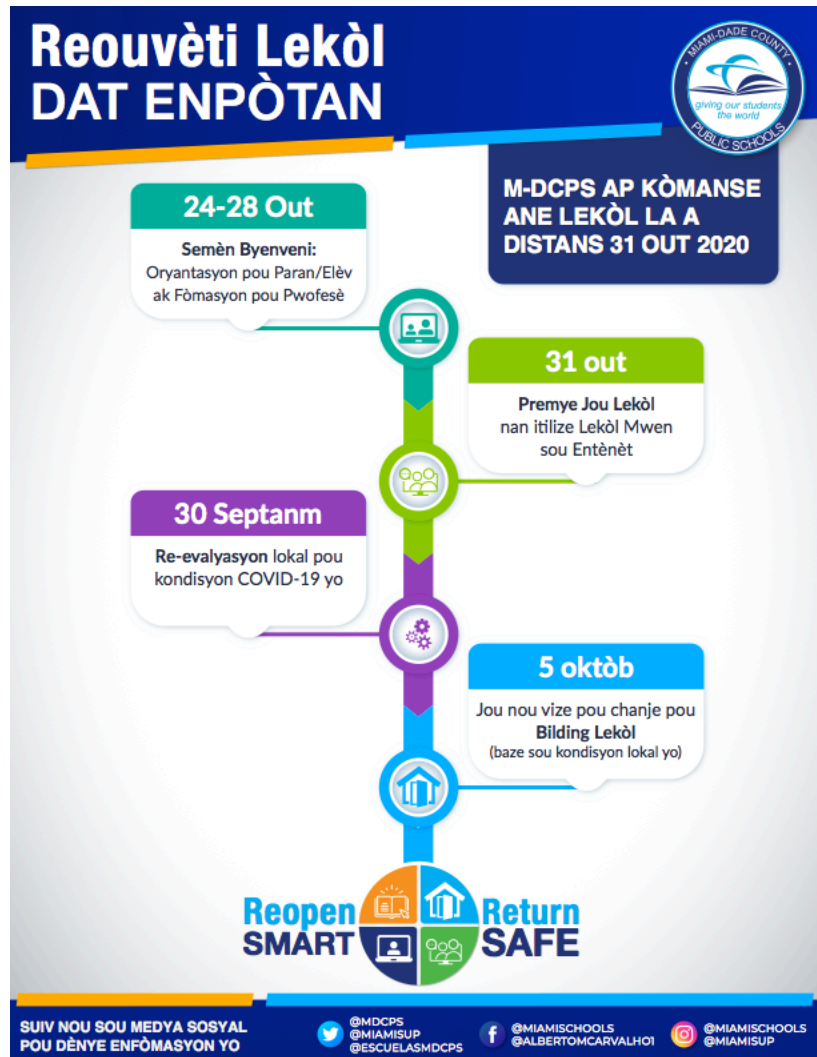 Reouvèti Lekòl
DAT ENPÒTAN
MIAMI-DADE COUNTY
giving our students
the world
PUBLIC SCHOOLS
M-DCPS AP KÒMANSE
ANE LEKÒL LA A
DISTANS 31 OUT 2020
24-28 Out
Semèn Byenveni:
Oryantasyon pou Paran/Elèv
ak Fòmasyon pou Pwofesè
31 out
Premye Jou Lekòl
nan itilize Lekòl Mwen
sou Entènèt
30 Septanm
Re-evalyasyon lokal pou
kondisyon COVID-19 yo
5 oktòb
Jou nou vize pou chanje pou
Bilding Lekòl
(baze sou kondisyon lokal yo)
Reopen
SMART
Return
SAFE
SUIV NOU SOU MEDYA SOSYAL
POU DÈNYE ENFÒMASYON YO
@MDCPS
@MIAMISUP
@ESCUELASMDCPS
@MIAMISCHOOLS
@ALBERTOMCARVALHO1
@MIAMISCHOOLS
@MIAMISUP